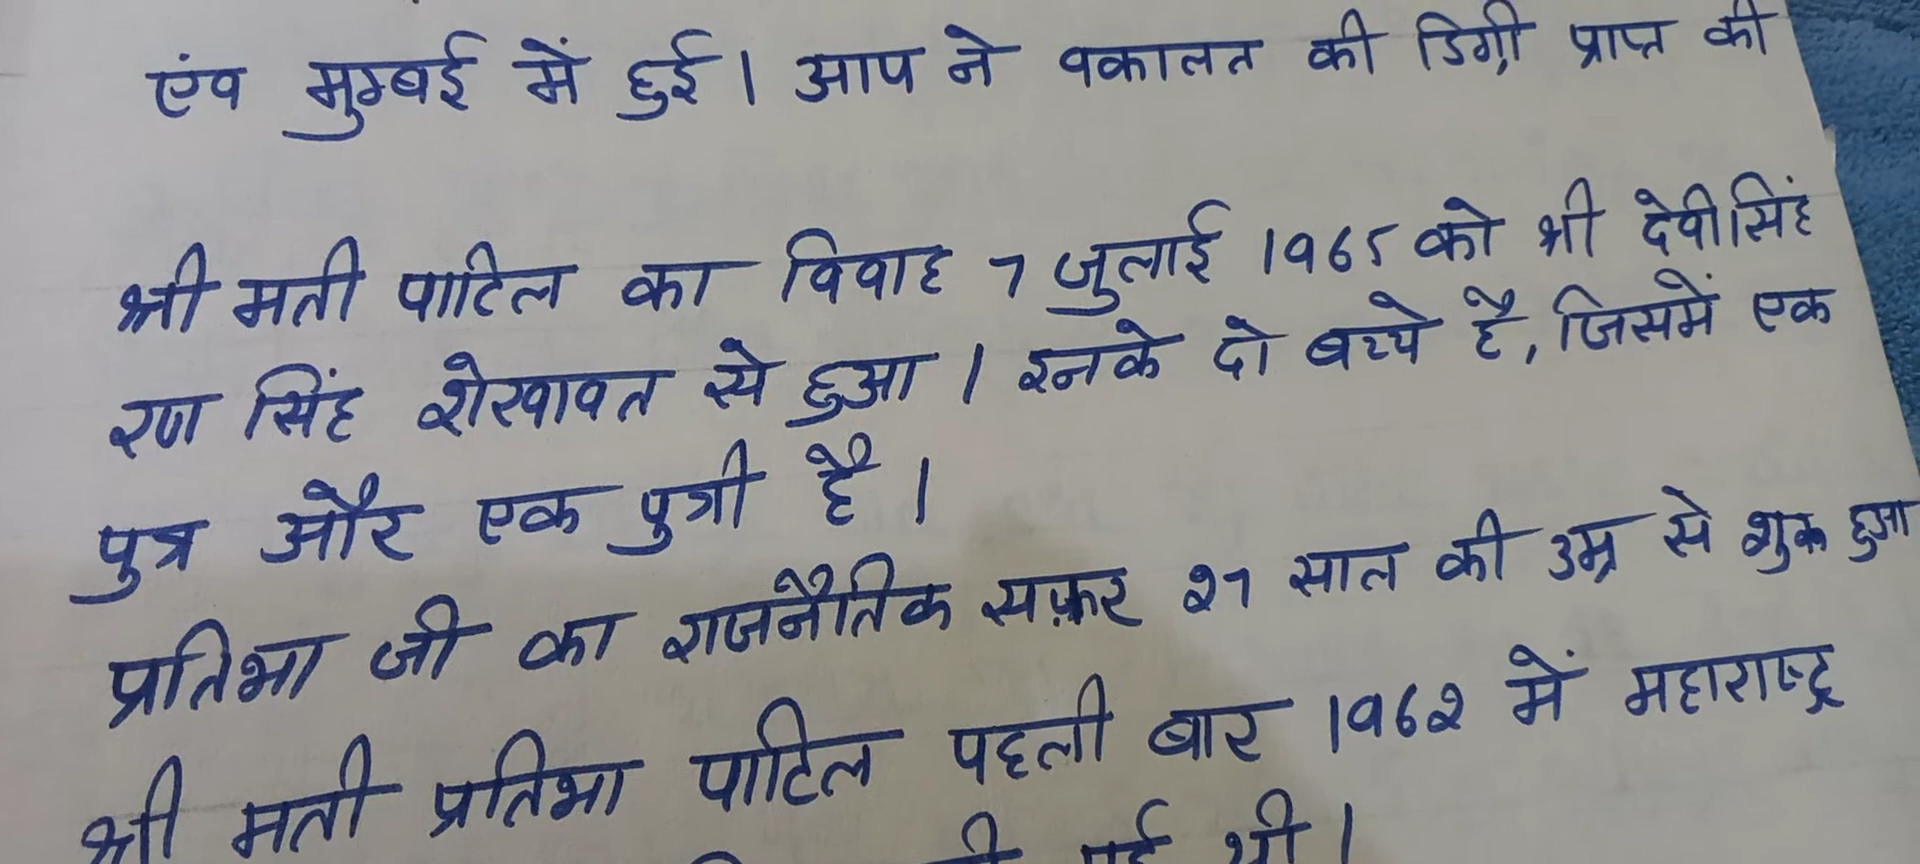 एंव मुम्बई में हुई। आप ने वकालत की डिग्री प्राप्त की
श्री मती पाटिल का विवाह 7 जुलाई 1965 को श्री देवीसिंह
रण सिंह शेखावत से हुआ। इनके दो बच्चे है, जिसमें एक
पुत्र और एक पुत्री है।
प्रतिभा जी का राजनैतिक सफ़र 27 साल की उम्र से शुरू हुआ
श्री मती प्रतिभा पाटिल पहली बार 1962 में महाराष्ट्र